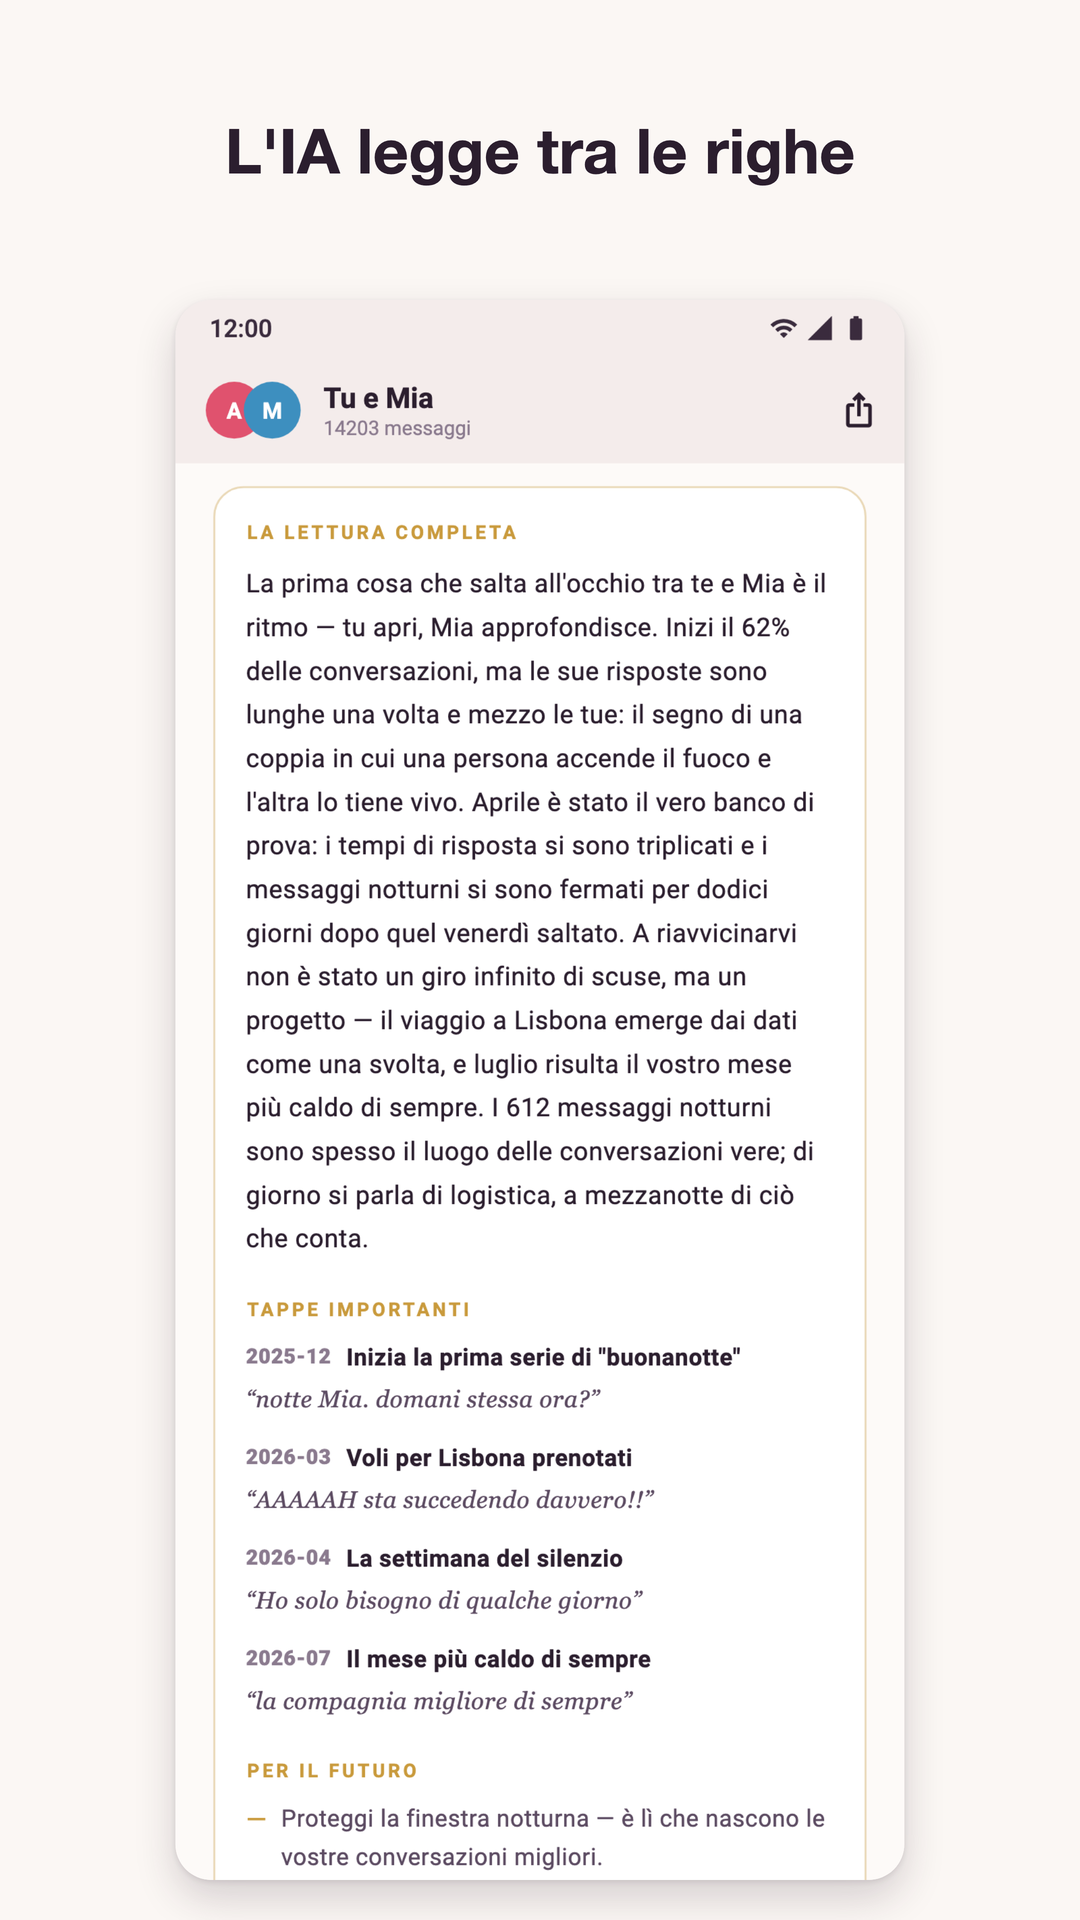 L'IA legge tra le righe
12:00
A
M
Tu e Mia
14203 messaggi
LA LETTURA COMPLETA
La prima cosa che salta all'occhio tra te e Mia è il
ritmo — tu apri, Mia approfondisce. Inizi il 62%
delle conversazioni, ma le sue risposte sono
lunghe una volta e mezzo le tue: il segno di una
coppia in cui una persona accende il fuoco e
l'altra lo tiene vivo. Aprile è stato il vero banco di
prova: i tempi di risposta si sono triplicati e i
messaggi notturni si sono fermati per dodici
giorni dopo quel venerdì saltato. A riavvicinarvi
non è stato un giro infinito di scuse, ma un
progetto — il viaggio a Lisbona emerge dai dati
come una svolta, e luglio risulta il vostro mese
più caldo di sempre. I 612 messaggi notturni
sono spesso il luogo delle conversazioni vere; di
giorno si parla di logistica, a mezzanotte di ciò
che conta.
TAPPE IMPORTANTI
2025-12 Inizia la prima serie di "buonanotte"
“notte Mia. domani stessa ora?”
2026-03 Voli per Lisbona prenotati
“AAAAAH sta succedendo davvero!!”
2026-04 La settimana del silenzio
“Ho solo bisogno di qualche giorno”
2026-07 Il mese più caldo di sempre
“la compagnia migliore di sempre”
PER IL FUTURO
— Proteggi la finestra notturna — è lì che nascono le
vostre conversazioni migliori.